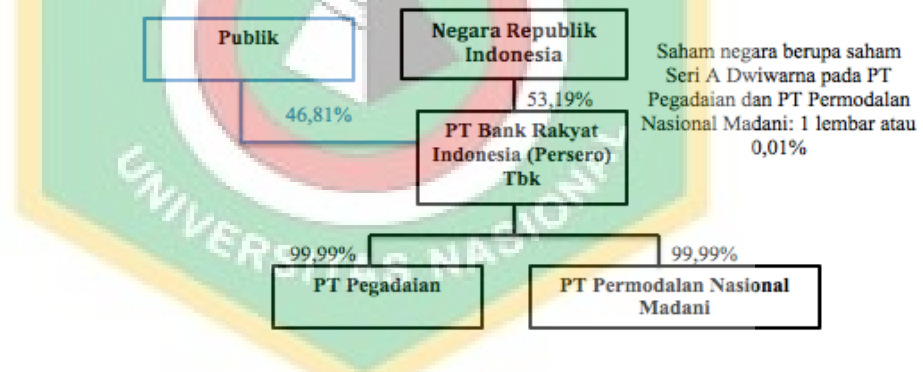 Publik
Negara Republik
Indonesia
Saham negara berupa saham
Seri A Dwiwarna pada PT
Pegadaian dan PT Permodalan
Nasional Madani: 1 lembar atau
0,01%
46,81%
53,19%
PT Bank Rakyat
Indonesia (Persero)
Tbk
UNIVERSITAS NASIONAL
99,99%
99,99%
PT Pegadaian
PT Permodalan Nasional
Madani